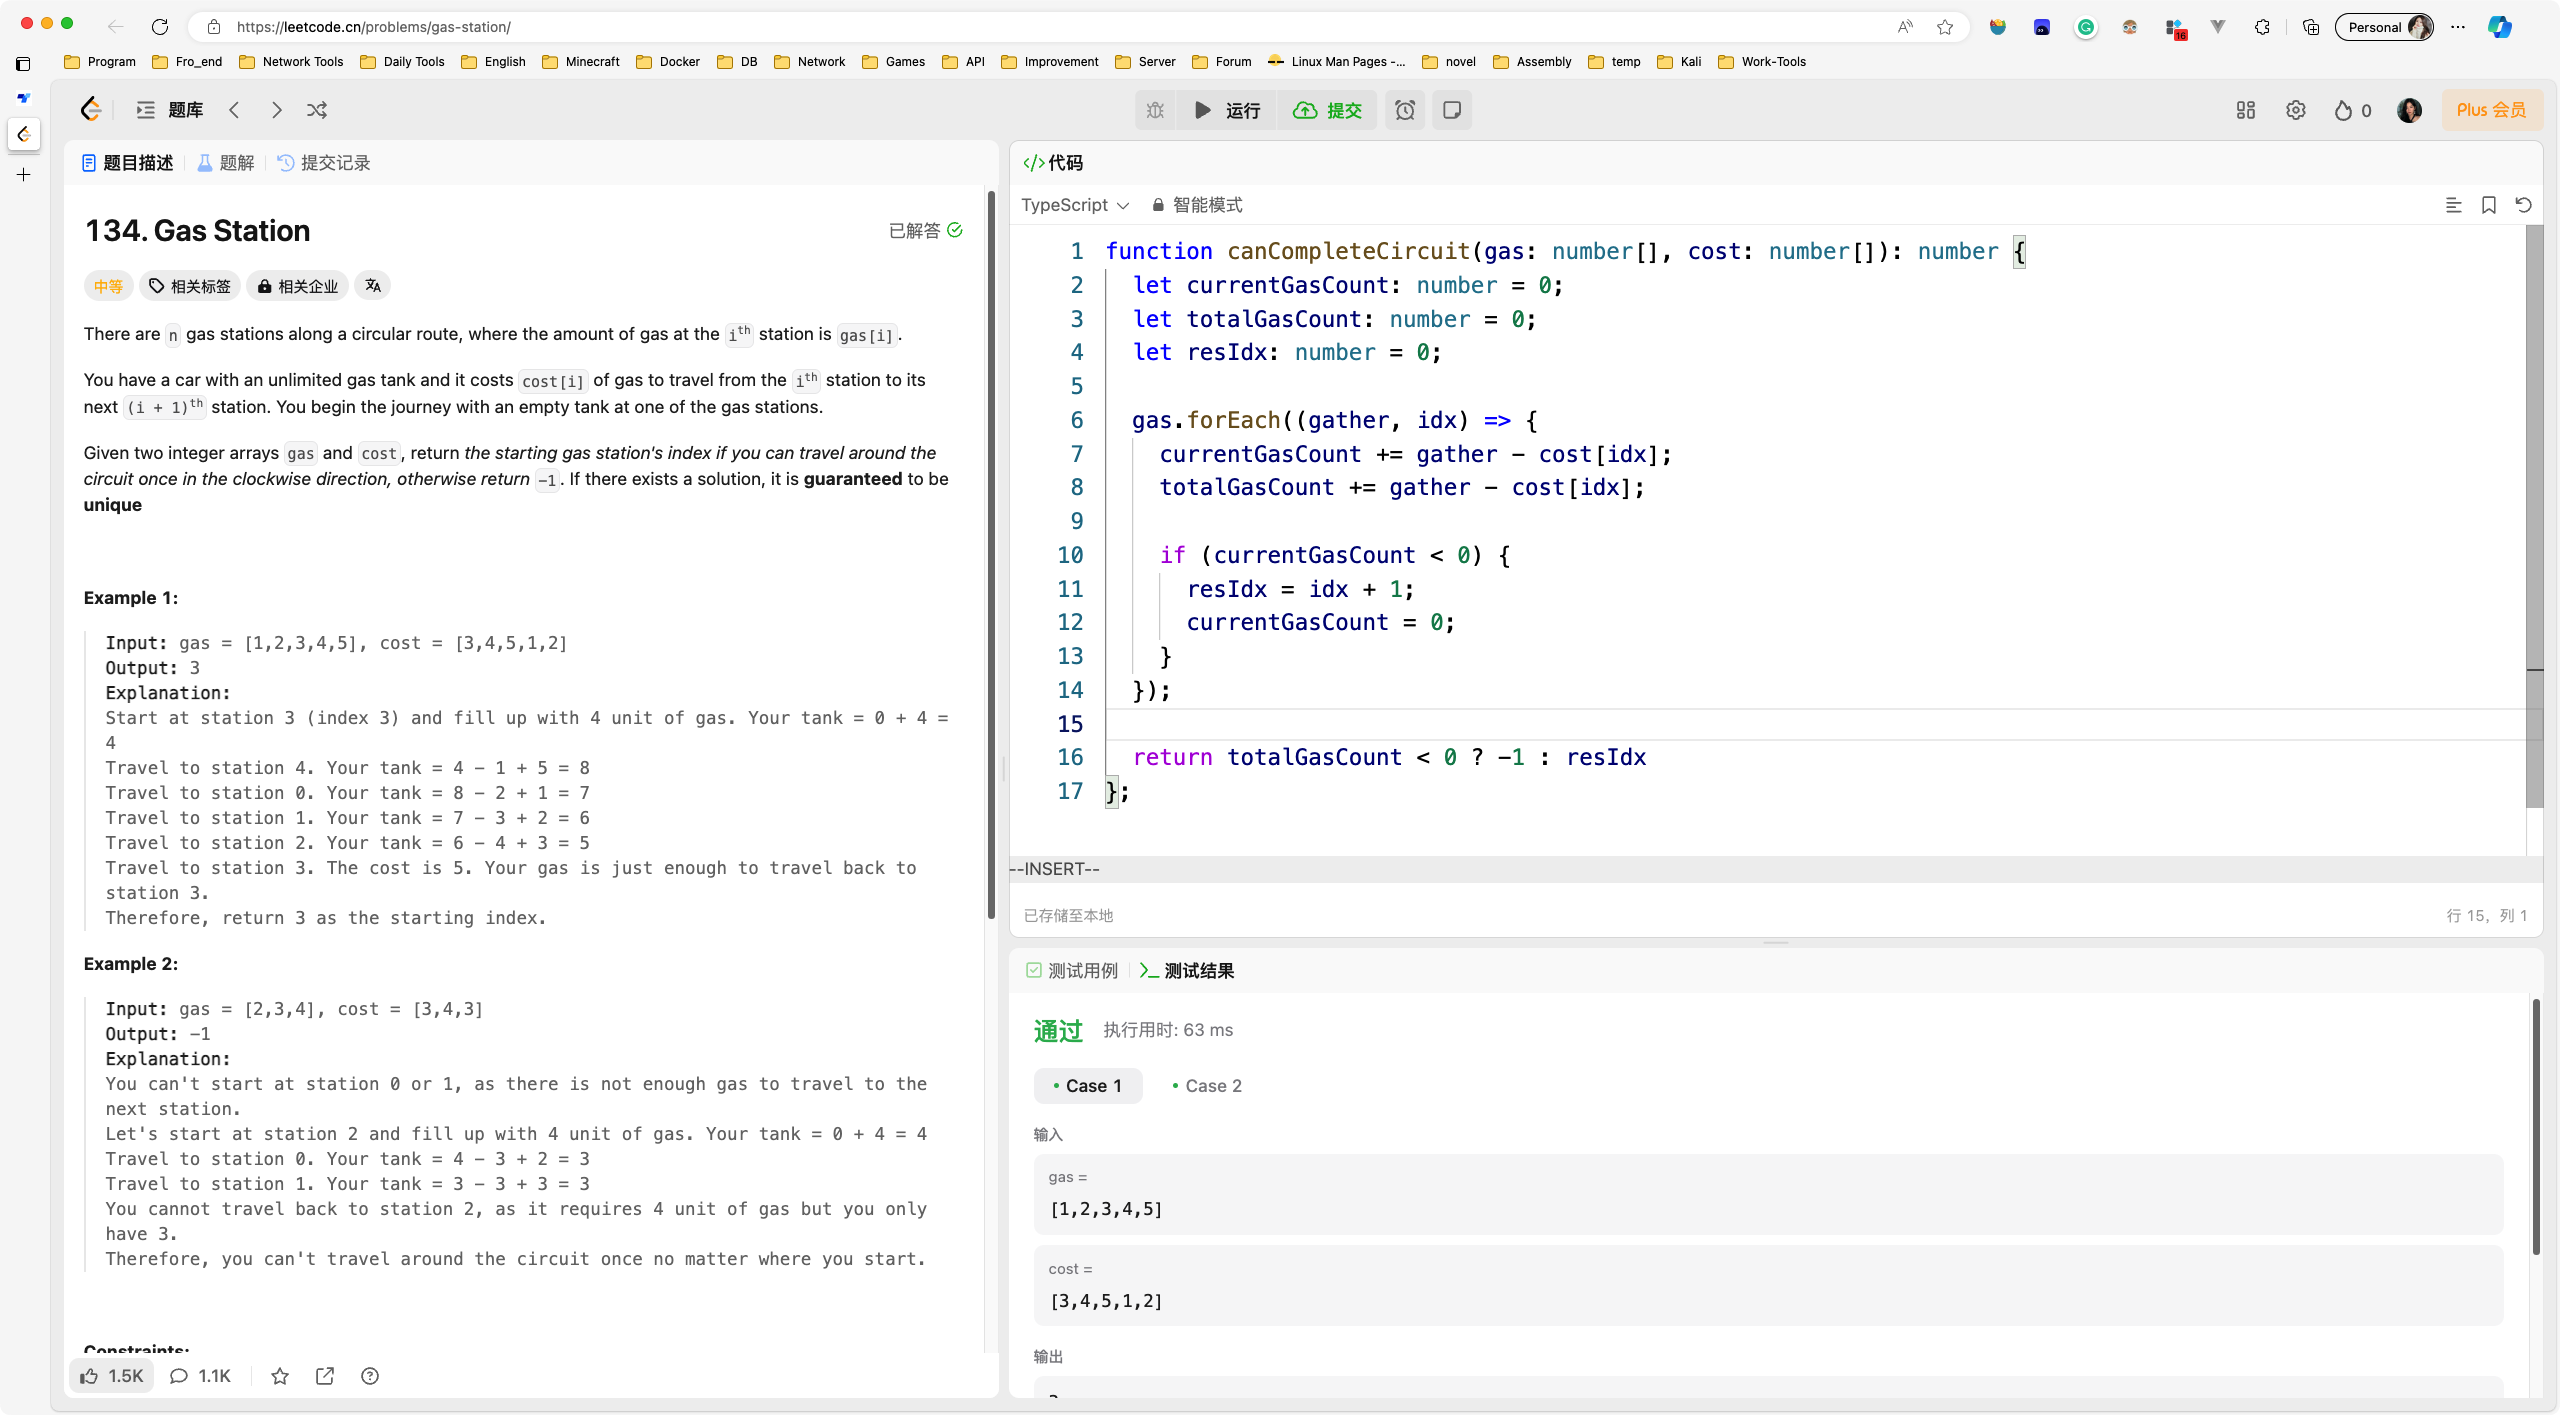 https://leetcode.cn/problems/gas-station/
Personal
Program
Fro_end
Network Tools
Daily Tools
English
Minecraft
Docker
DB
Network
Games
API
Improvement
Server
Forum
Linux Man Pages -...
novel
Assembly
temp
Kali
Work-Tools
16
题库
运行
提交
0
Plus 会员
题目描述
题解
提交记录
134. Gas Station
已解答
中等
相关标签
相关企业
There are n gas stations along a circular route, where the amount of gas at the ith station is gas[i].
You have a car with an unlimited gas tank and it costs cost[i] of gas to travel from the ith station to its
next (i + 1)th station. You begin the journey with an empty tank at one of the gas stations.
Given two integer arrays gas and cost, return the starting gas station's index if you can travel around the
circuit once in the clockwise direction, otherwise return -1. If there exists a solution, it is guaranteed to be
unique
Example 1:
Input: gas = [1,2,3,4,5], cost = [3,4,5,1,2]
Output: 3
Explanation:
Start at station 3 (index 3) and fill up with 4 unit of gas. Your tank = 0 + 4 =
4
Travel to station 4. Your tank = 4 - 1 + 5 = 8
Travel to station 0. Your tank = 8 - 2 + 1 = 7
Travel to station 1. Your tank = 7 - 3 + 2 = 6
Travel to station 2. Your tank = 6 - 4 + 3 = 5
Travel to station 3. The cost is 5. Your gas is just enough to travel back to
station 3.
Therefore, return 3 as the starting index.
Example 2:
Input: gas = [2,3,4], cost = [3,4,3]
Output: -1
Explanation:
You can't start at station 0 or 1, as there is not enough gas to travel to the
next station.
Let's start at station 2 and fill up with 4 unit of gas. Your tank = 0 + 4 = 4
Travel to station 0. Your tank = 4 - 3 + 2 = 3
Travel to station 1. Your tank = 3 - 3 + 3 = 3
You cannot travel back to station 2, as it requires 4 unit of gas but you only
have 3.
Therefore, you can't travel around the circuit once no matter where you start.
Constraints:
1.5K
1.1K
</>代码
TypeScript
智能模式
1 function canCompleteCircuit(gas: number[], cost: number[]): number {
2 let currentGasCount: number = 0;
3 let totalGasCount: number = 0;
4 let resIdx: number = 0;
5
6 gas.forEach((gather, idx) => {
7 currentGasCount += gather - cost[idx];
8 totalGasCount += gather - cost[idx];
9
10 if (currentGasCount < 0) {
11 resIdx = idx + 1;
12 currentGasCount = 0;
13 }
14 });
15
16 return totalGasCount < 0 ? -1 : resIdx
17 };
--INSERT--
已存储至本地
行 15, 列 1
测试用例
测试结果
通过
执行用时: 63 ms
Case 1
Case 2
输入
gas =
[1,2,3,4,5]
cost =
[3,4,5,1,2]
输出